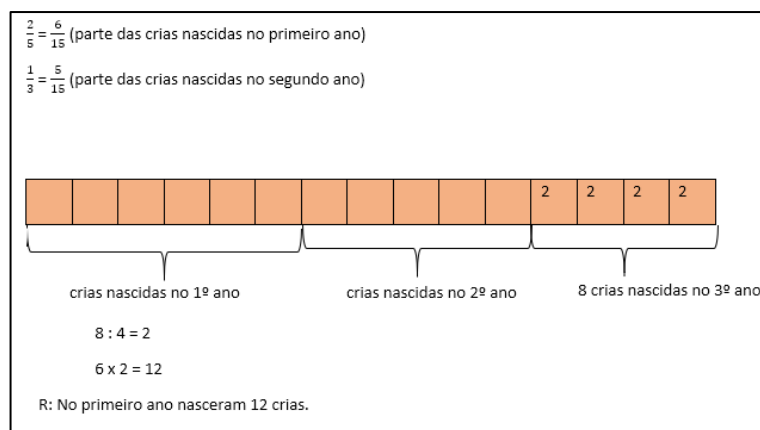 2/5 = 6/15 (parte das crias nascidas no primeiro ano)
1/3 = 5/15 (parte das crias nascidas no segundo ano)
2 2 2 2
crias nascidas no 1º ano crias nascidas no 2º ano 8 crias nascidas no 3º ano
8 : 4 = 2
6 x 2 = 12
R: No primeiro ano nasceram 12 crias.